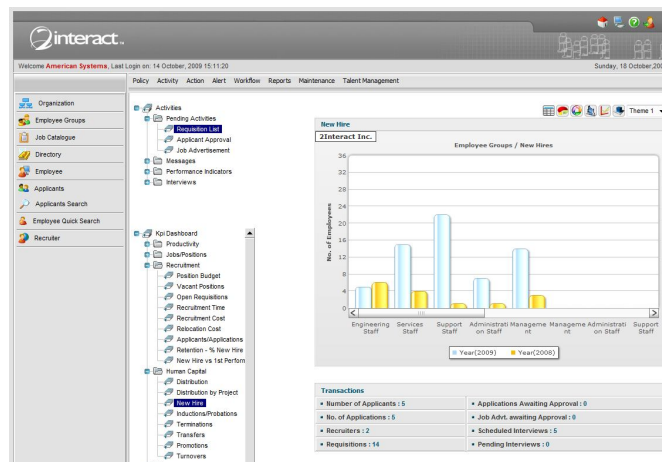 2interact
Welcome American Systems, Last Login on: 14 October, 2009 15:11:20
Sunday, 18 October,20
Policy Activity Action Alert Workflow Reports Maintenance Talent Management
Organization
Employee Groups
Job Catalogue
Directory
Employee
Applicants
Applicants Search
Employee Quick Search
Recruiter
Activities
Pending Activities
Requisition List
Applicant Approval
Job Advertisement
Messages
Performance Indicators
Interviews
Kpi Dashboard
Productivity
Jobs/Positions
Recruitment
Position Budget
Vacant Positions
Open Requisitions
Recruitment Time
Recruitment Cost
Relocation Cost
Applicants/Applications
Retention - % New Hire
New Hire vs 1st Perform
Human Capital
Distribution
Distribution by Project
New Hire
Inductions/Probations
Terminations
Transfers
Promotions
Turnovers
Theme 1
New Hire
2Interact Inc.
Employee Groups / New Hires
No. of Employees
36
32
28
24
20
16
12
8
4
0
Engineering Staff
Services Staff
Support Staff
Administrati on Staff
Manageme nt
Manageme nt
Administrati on Staff
Support Staff
Year(2009) Year(2008)
Transactions
Number of Applicants : 5
Applications Awaiting Approval : 0
No. of Applications : 5
Job Advt. awaiting Approval : 0
Recruiters : 2
Scheduled Interviews : 5
Requisitions : 14
Pending Interviews : 0